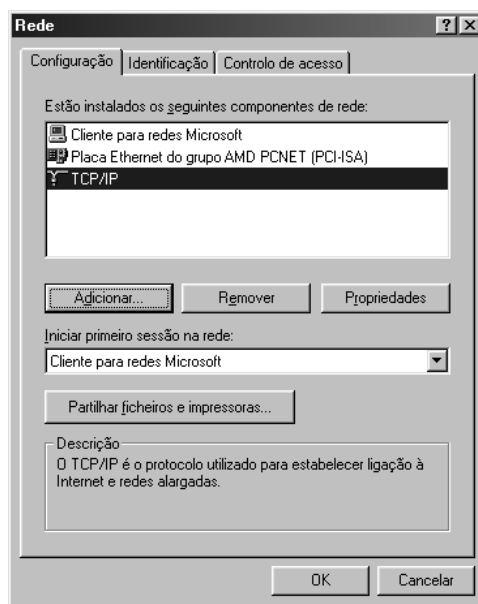 Rede
Configuração Identificação Controlo de acesso
Estão instalados os seguintes componentes de rede:
Cliente para redes Microsoft
Placa Ethernet do grupo AMD PCNET (PCI-ISA)
TCP/IP
Adicionar... Remover Propriedades
Iniciar primeiro sessão na rede:
Cliente para redes Microsoft
Partilhar ficheiros e impressoras...
Descrição
O TCP/IP é o protocolo utilizado para estabelecer ligação à
Internet e redes alargadas.
OK Cancelar